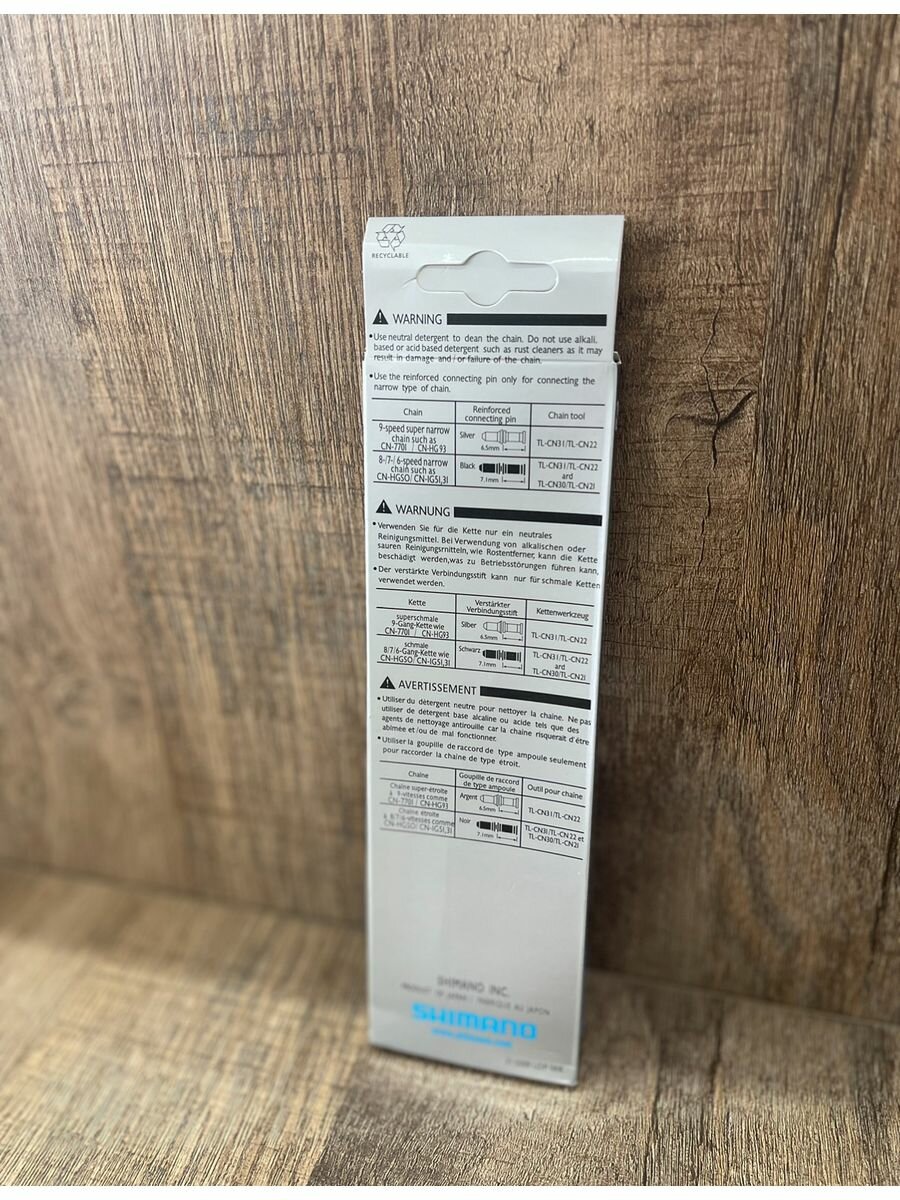 RECYCLABLE
WARNING
•Use neutral detergent to dean the chain. Do not use alkali.
based or acid based detergent such as rust cleaners as it may
result in damage and/or failure of the chain.
•Use the reinforced connecting pin only for connecting the
narrow type of chain.
Chain
Reinforced
connecting pin
Chain tool
9-speed super narrow
chain such as
CN-7701 / CN-HG93
Silver
6.5mm
TL-CN31/TL-CN22
8-/7-/ 6-speed narrow
chain such as
CN-HG50/ CN-IG51,31
Black
7.1mm
TL-CN31/TL-CN22
ard
TL-CN30/TL-CN21
WARNUNG
•Verwenden Sie für die Kette nur ein neutrales
Reinigungsmittel. Bei Verwendung von alkalischen oder
sauren Reinigungsrnitteln, wie Rostentferner, kann die Kette
beschädigt werden,was zu Betriebsstörungen führen kann,
•Der verstärkte Verbindungsstift kann nur für schmale Ketten
verwendet werden.
Kette
Verstärkter
Verbindungsstift
Kettenwerkzeug
superschmale
9-Gang-Kette wie
CN-7701 / CN-HG93
Silber
6.5mm
TL-CN31/TL-CN22
schmale
8/7/6-Gang-Kette wie
CN-HG50/ CN-IG51,31
Schwarz
7.1mm
TL-CN31/TL-CN22
ard
TL-CN30/TL-CN21
AVERTISSEMENT
•Utiliser du détergent neutre pour nettoyer la chaîne. Ne pas
utiliser de détergent base alcaline ou acide tels que des
agents de nettoyage antirouille car la chaîne risquerait d'étre
abîmée et /ou de mal fonctionner.
•Utiliser la goupille de raccord de type ampoule seulement
pour raccorder la chaîne de type étroit.
Chaîne
Goupille de raccord
de type ampoule
Outil pour chaîne
Chaîne super-étroite
à 9-vitesses comme
CN-7701 / CN-HG93
Argent
6.5mm
TL-CN31/TL-CN22
Chaîne étroite
à 8/7/6-vitesses comme
CN-HG50/ CN-IG51,31
Noir
7.1mm
TL-CN31/TL-CN22 et
TL-CN30/TL-CN21
SHIMANO INC.
PRODUCT OF JAPAN / FABRIQUE AU JAPON
SHIMANO
www.shimano.com